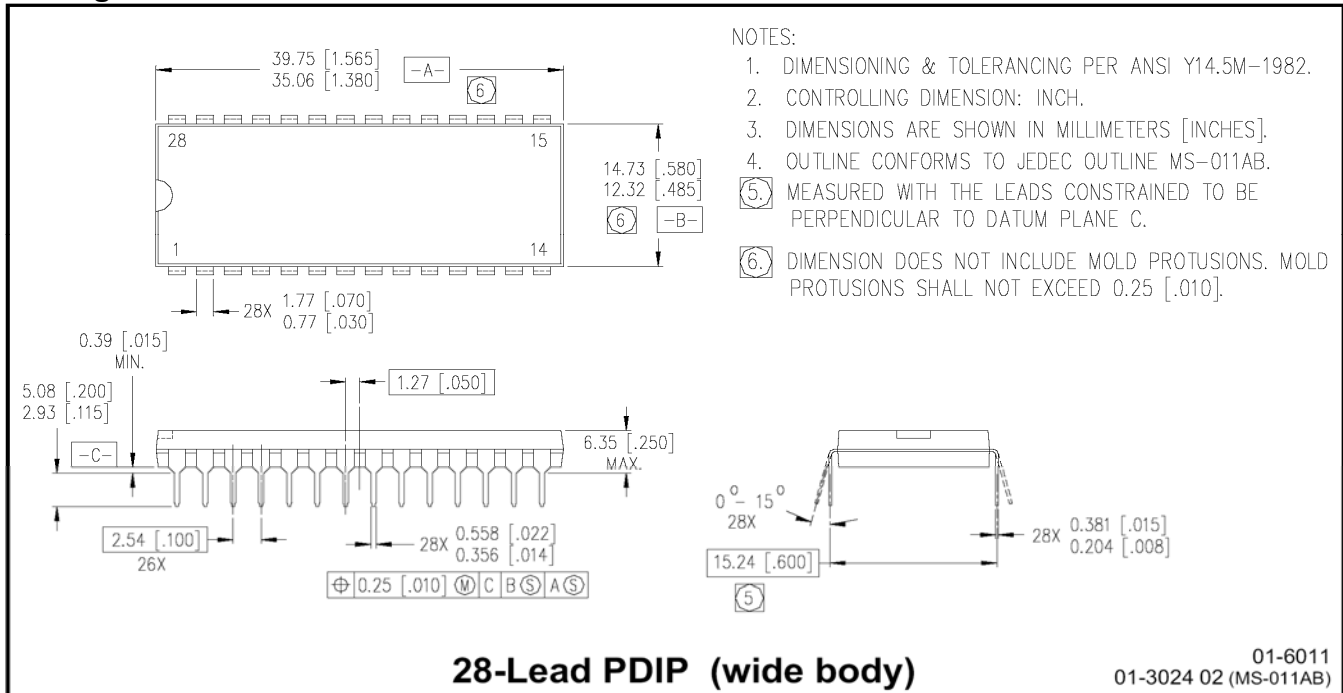 39.75 [1.565]
35.06 [1.380]
-A-
6
28
15
1
14
14.73 [.580]
12.32 [.485]
6
-B-
28X
1.77 [.070]
0.77 [.030]
NOTES:
1. DIMENSIONING & TOLERANCING PER ANSI Y14.5M-1982.
2. CONTROLLING DIMENSION: INCH.
3. DIMENSIONS ARE SHOWN IN MILLIMETERS [INCHES].
4. OUTLINE CONFORMS TO JEDEC OUTLINE MS-011AB.
5. MEASURED WITH THE LEADS CONSTRAINED TO BE
PERPENDICULAR TO DATUM PLANE C.
6. DIMENSION DOES NOT INCLUDE MOLD PROTUSIONS. MOLD
PROTUSIONS SHALL NOT EXCEED 0.25 [.010].
0.39 [.015]
MIN.
5.08 [.200]
2.93 [.115]
-C-
1.27 [.050]
6.35 [.250]
MAX.
2.54 [.100]
26X
28X
0.558 [.022]
0.356 [.014]
⌖ 0.25 [.010] Ⓜ C B Ⓢ A Ⓢ
0°- 15°
28X
15.24 [.600]
5
28X
0.381 [.015]
0.204 [.008]
28-Lead PDIP (wide body)
01-6011
01-3024 02 (MS-011AB)